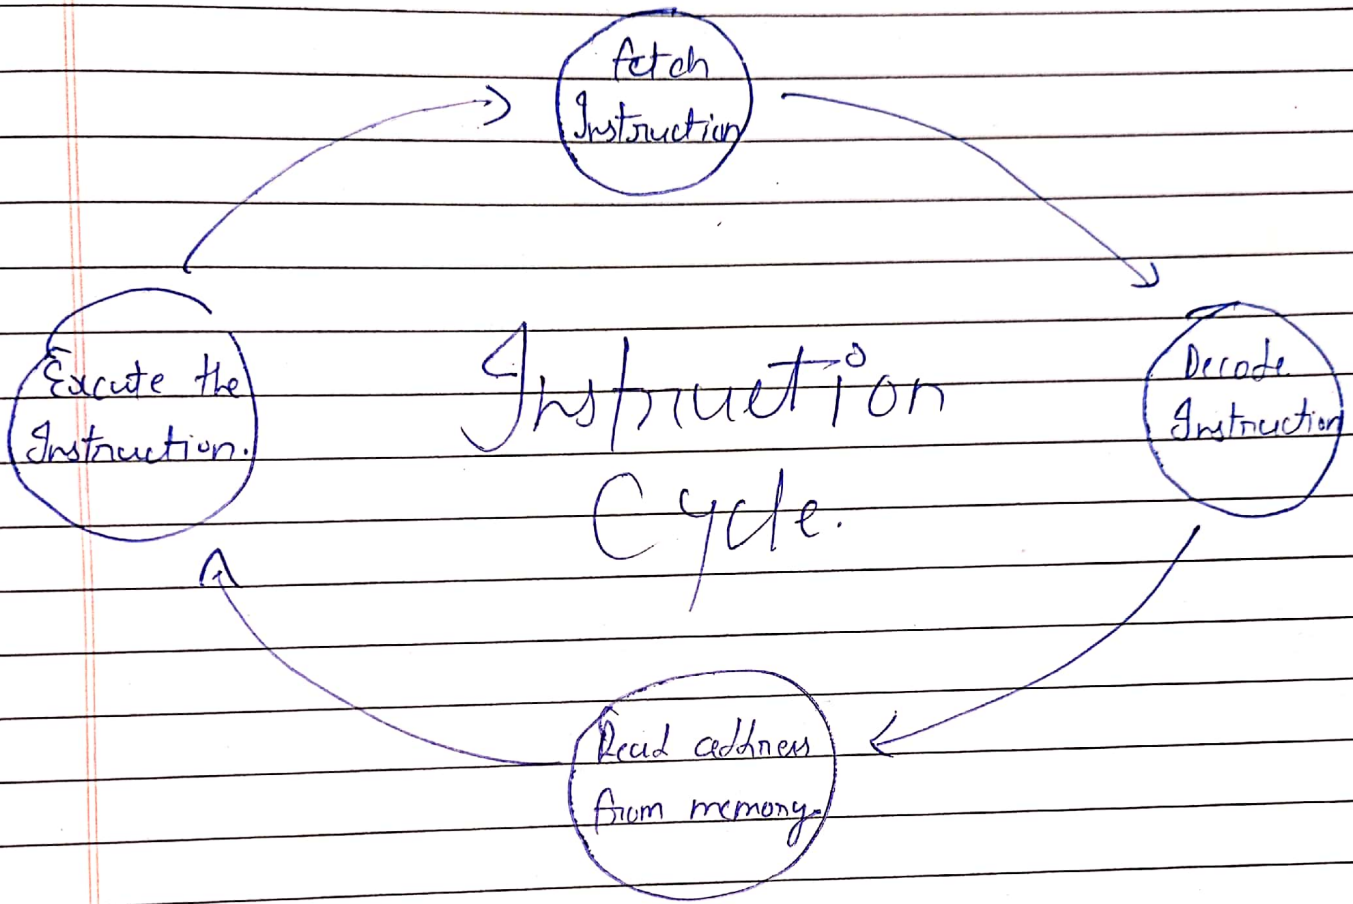 fetch
Instruction
Excute the
Instruction.
Instruction
Cycle.
Decode
Instruction
Read address
from memory.